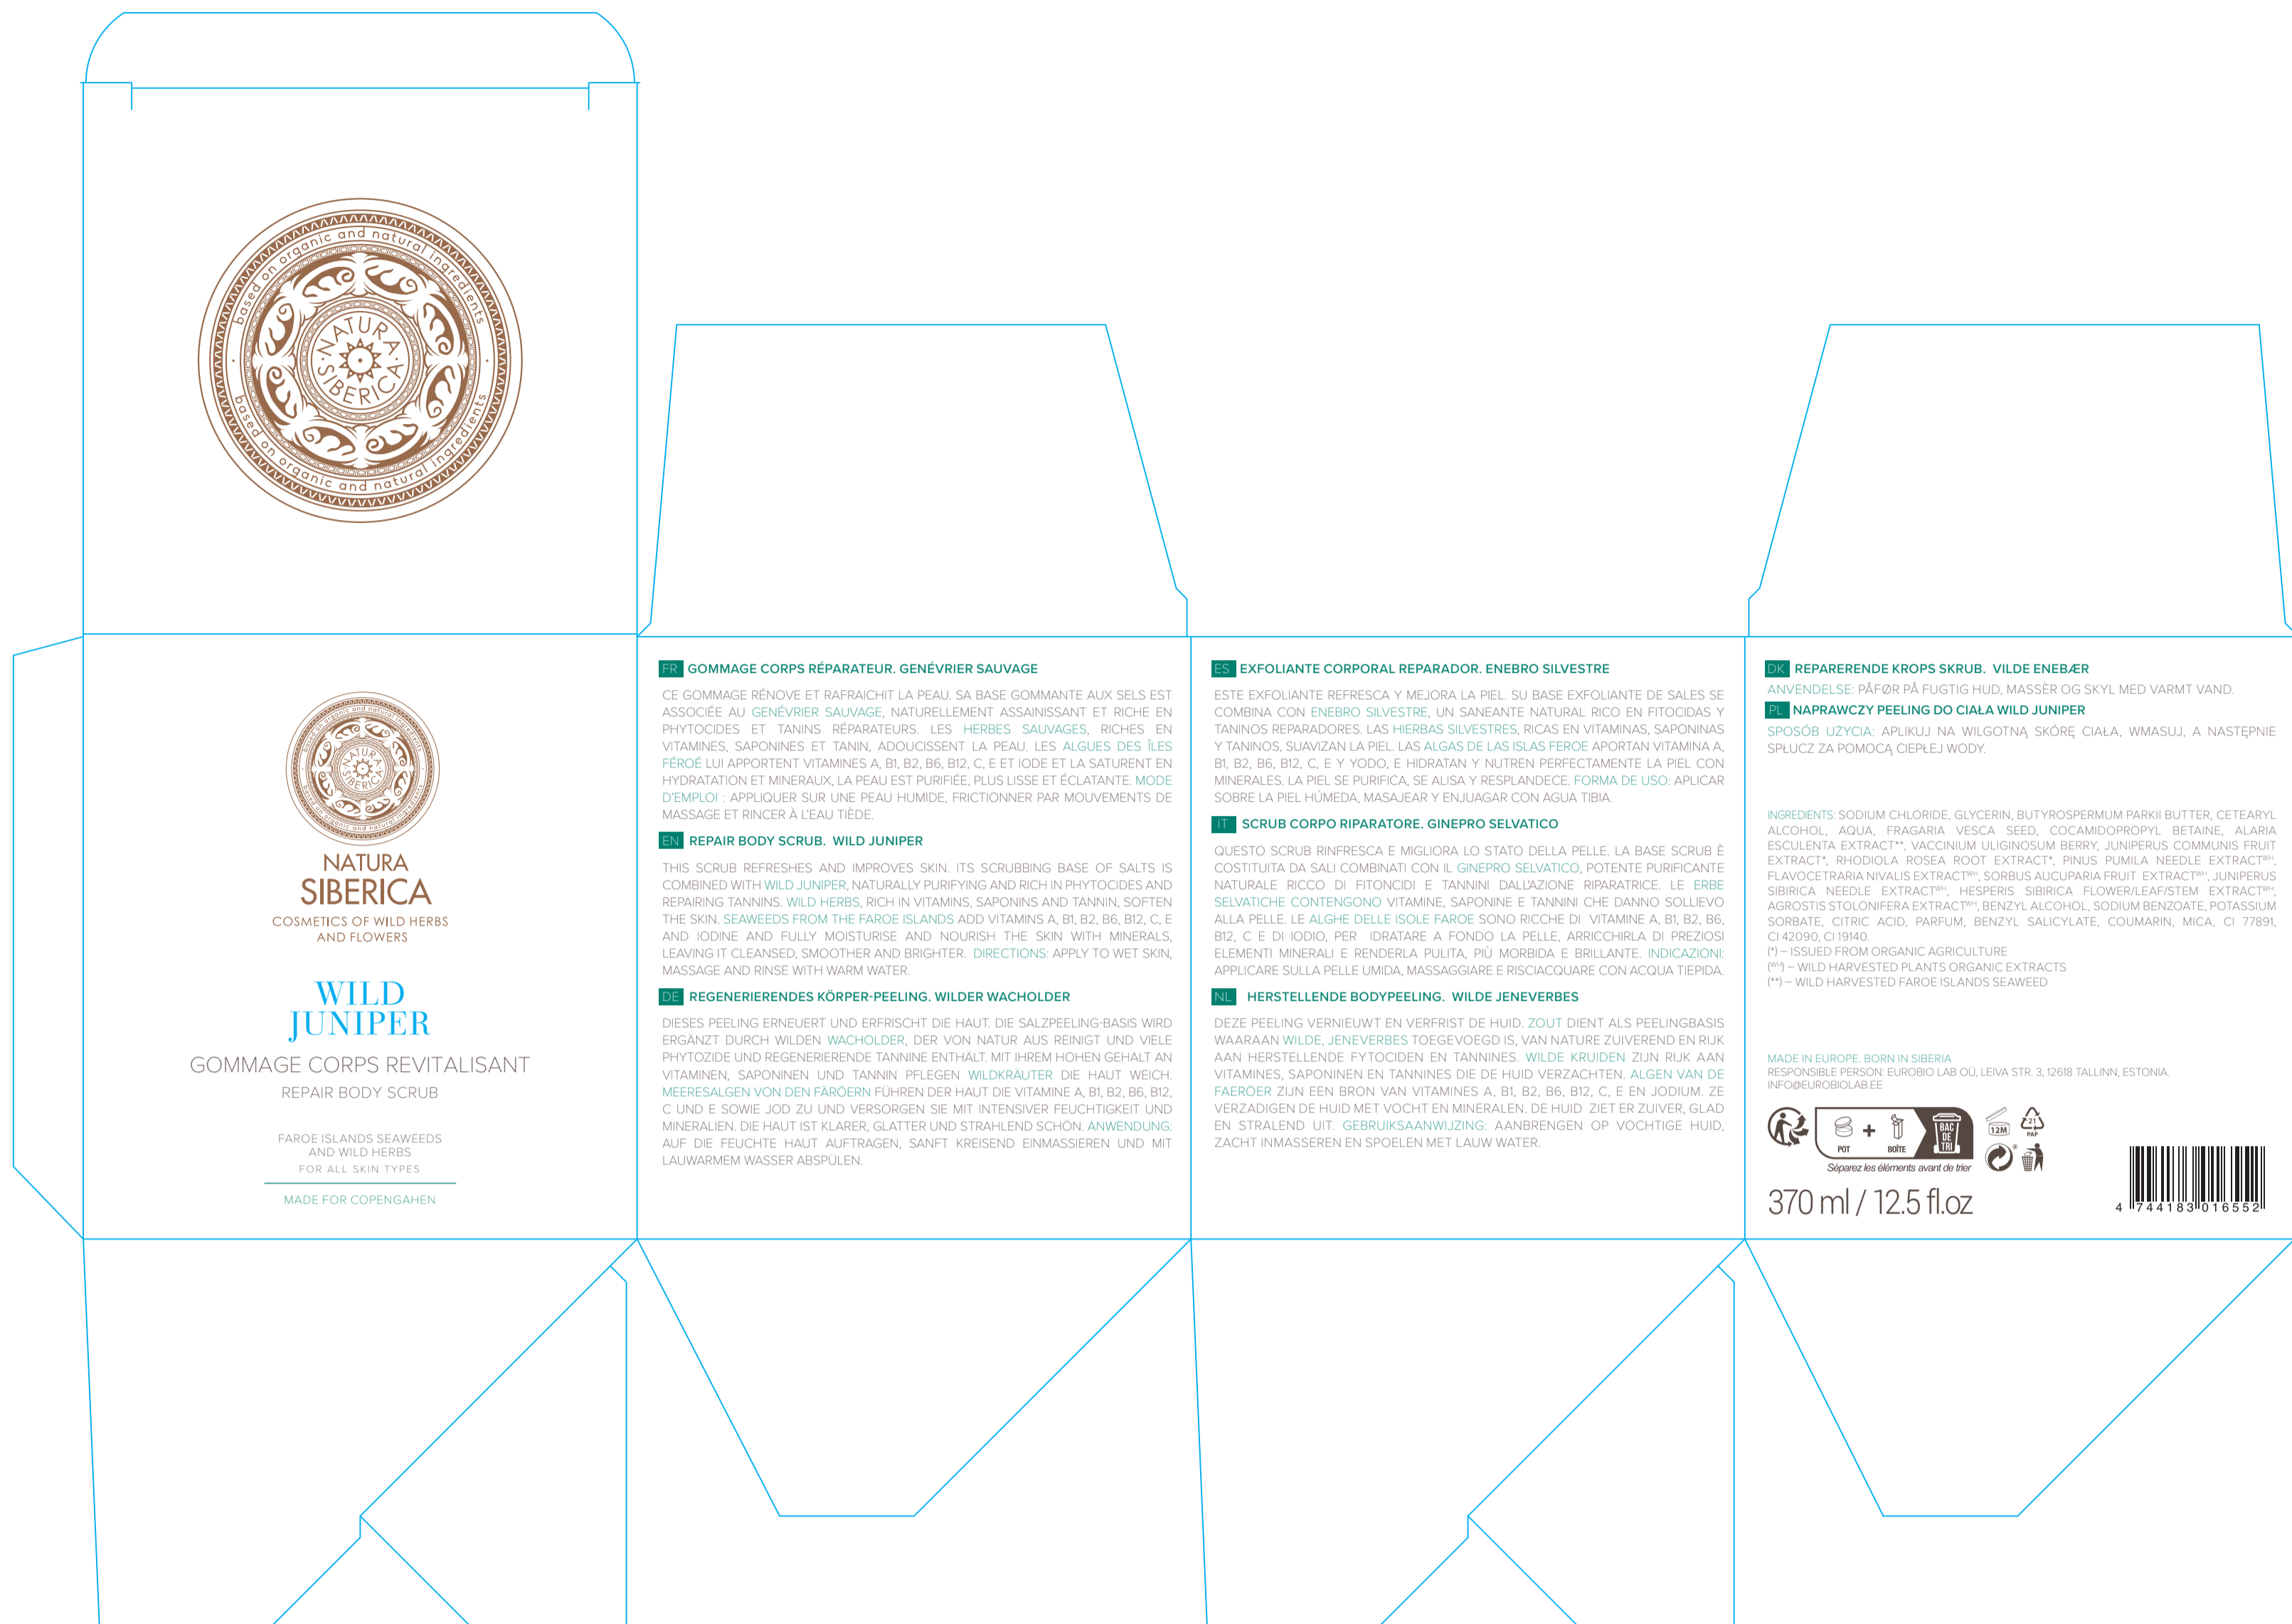 based on organic and natural ingredients
based on organic and natural ingredients
NATURA
SIBERICA
based on organic and natural ingredients
based on organic and natural ingredients
NATURA
SIBERICA
NATURA
SIBERICA
COSMETICS OF WILD HERBS
AND FLOWERS
WILD
JUNIPER
GOMMAGE CORPS REVITALISANT
REPAIR BODY SCRUB
FAROE ISLANDS SEAWEEDS
AND WILD HERBS
FOR ALL SKIN TYPES
MADE FOR COPENGAHEN
FR GOMMAGE CORPS RÉPARATEUR. GENÉVRIER SAUVAGE
CE GOMMAGE RÉNOVE ET RAFRAICHIT LA PEAU. SA BASE GOMMANTE AUX SELS EST
ASSOCIÉE AU GENÉVRIER SAUVAGE, NATURELLEMENT ASSAINISSANT ET RICHE EN
PHYTOCIDES ET TANINS RÉPARATEURS. LES HERBES SAUVAGES, RICHES EN
VITAMINES, SAPONINES ET TANIN, ADOUCISSENT LA PEAU. LES ALGUES DES ÎLES
FÉROÉ LUI APPORTENT VITAMINES A, B1, B2, B6, B12, C, E ET IODE ET LA SATURENT EN
HYDRATATION ET MINERAUX, LA PEAU EST PURIFIÉE, PLUS LISSE ET ÉCLATANTE. MODE
D'EMPLOI : APPLIQUER SUR UNE PEAU HUMIDE, FRICTIONNER PAR MOUVEMENTS DE
MASSAGE ET RINCER À L'EAU TIÈDE.
EN REPAIR BODY SCRUB. WILD JUNIPER
THIS SCRUB REFRESHES AND IMPROVES SKIN. ITS SCRUBBING BASE OF SALTS IS
COMBINED WITH WILD JUNIPER, NATURALLY PURIFYING AND RICH IN PHYTOCIDES AND
REPAIRING TANNINS. WILD HERBS, RICH IN VITAMINS, SAPONINS AND TANNIN, SOFTEN
THE SKIN. SEAWEEDS FROM THE FAROE ISLANDS ADD VITAMINS A, B1, B2, B6, B12, C, E
AND IODINE AND FULLY MOISTURISE AND NOURISH THE SKIN WITH MINERALS,
LEAVING IT CLEANSED, SMOOTHER AND BRIGHTER. DIRECTIONS: APPLY TO WET SKIN,
MASSAGE AND RINSE WITH WARM WATER.
DE REGENERIERENDES KÖRPER-PEELING. WILDER WACHOLDER
DIESES PEELING ERNEUERT UND ERFRISCHT DIE HAUT. DIE SALZPEELING-BASIS WIRD
ERGÄNZT DURCH WILDEN WACHOLDER, DER VON NATUR AUS REINIGT UND VIELE
PHYTOZIDE UND REGENERIERENDE TANNINE ENTHÄLT. MIT IHREM HOHEN GEHALT AN
VITAMINEN, SAPONINEN UND TANNIN PFLEGEN WILDKRÄUTER DIE HAUT WEICH.
MEERESALGEN VON DEN FÄRÖERN FÜHREN DER HAUT DIE VITAMINE A, B1, B2, B6, B12,
C UND E SOWIE JOD ZU UND VERSORGEN SIE MIT INTENSIVER FEUCHTIGKEIT UND
MINERALIEN. DIE HAUT IST KLARER, GLATTER UND STRAHLEND SCHÖN. ANWENDUNG:
AUF DIE FEUCHTE HAUT AUFTRAGEN, SANFT KREISEND EINMASSIEREN UND MIT
LAUWARMEM WASSER ABSPÜLEN.
ES EXFOLIANTE CORPORAL REPARADOR. ENEBRO SILVESTRE
ESTE EXFOLIANTE REFRESCA Y MEJORA LA PIEL. SU BASE EXFOLIANTE DE SALES SE
COMBINA CON ENEBRO SILVESTRE, UN SANEANTE NATURAL RICO EN FITOCIDAS Y
TANINOS REPARADORES. LAS HIERBAS SILVESTRES, RICAS EN VITAMINAS, SAPONINAS
Y TANINOS, SUAVIZAN LA PIEL. LAS ALGAS DE LAS ISLAS FEROE APORTAN VITAMINA A,
B1, B2, B6, B12, C, E Y YODO, E HIDRATAN Y NUTREN PERFECTAMENTE LA PIEL CON
MINERALES. LA PIEL SE PURIFICA, SE ALISA Y RESPLANDECE. FORMA DE USO: APLICAR
SOBRE LA PIEL HÚMEDA, MASAJEAR Y ENJUAGAR CON AGUA TIBIA.
IT SCRUB CORPO RIPARATORE. GINEPRO SELVATICO
QUESTO SCRUB RINFRESCA E MIGLIORA LO STATO DELLA PELLE. LA BASE SCRUB È
COSTITUITA DA SALI COMBINATI CON IL GINEPRO SELVATICO, POTENTE PURIFICANTE
NATURALE RICCO DI FITONCIDI E TANNINI DALL'AZIONE RIPARATRICE. LE ERBE
SELVATICHE CONTENGONO VITAMINE, SAPONINE E TANNINI CHE DANNO SOLLIEVO
ALLA PELLE. LE ALGHE DELLE ISOLE FAROE SONO RICCHE DI VITAMINE A, B1, B2, B6,
B12, C E DI IODIO, PER IDRATARE A FONDO LA PELLE, ARRICCHIRLA DI PREZIOSI
ELEMENTI MINERALI E RENDERLA PULITA, PIÙ MORBIDA E BRILLANTE. INDICAZIONI:
APPLICARE SULLA PELLE UMIDA, MASSAGGIARE E RISCIACQUARE CON ACQUA TIEPIDA.
NL HERSTELLENDE BODYPEELING. WILDE JENEVERBES
DEZE PEELING VERNIEUWT EN VERFRIST DE HUID. ZOUT DIENT ALS PEELINGBASIS
WAARAAN WILDE, JENEVERBES TOEGEVOEGD IS, VAN NATURE ZUIVEREND EN RIJK
AAN HERSTELLENDE FYTOCIDEN EN TANNINES. WILDE KRUIDEN ZIJN RIJK AAN
VITAMINES, SAPONINEN EN TANNINES DIE DE HUID VERZACHTEN. ALGEN VAN DE
FAERÖER ZIJN EEN BRON VAN VITAMINES A, B1, B2, B6, B12, C, E EN JODIUM. ZE
VERZADIGEN DE HUID MET VOCHT EN MINERALEN. DE HUID ZIET ER ZUIVER, GLAD
EN STRALEND UIT. GEBRUIKSAANWIJZING: AANBRENGEN OP VOCHTIGE HUID,
ZACHT INMASSEREN EN SPOELEN MET LAUW WATER.
DK REPARERENDE KROPS SKRUB. VILDE ENEBÆR
ANVENDELSE: PÅFØR PÅ FUGTIG HUD, MASSÈR OG SKYL MED VARMT VAND.
PL NAPRAWCZY PEELING DO CIAŁA WILD JUNIPER
SPOSÓB UŻYCIA: APLIKUJ NA WILGOTNĄ SKÓRĘ CIAŁA, WMASUJ, A NASTĘPNIE
SPŁUCZ ZA POMOCĄ CIEPŁEJ WODY.
INGREDIENTS: SODIUM CHLORIDE, GLYCERIN, BUTYROSPERMUM PARKII BUTTER, CETEARYL
ALCOHOL, AQUA, FRAGARIA VESCA SEED, COCAMIDOPROPYL BETAINE, ALARIA
ESCULENTA EXTRACT**, VACCINIUM ULIGINOSUM BERRY, JUNIPERUS COMMUNIS FRUIT
EXTRACT*, RHODIOLA ROSEA ROOT EXTRACT*, PINUS PUMILA NEEDLE EXTRACTᵂᴴ,
FLAVOCETRARIA NIVALIS EXTRACTᵂᴴ, SORBUS AUCUPARIA FRUIT EXTRACTᵂᴴ, JUNIPERUS
SIBIRICA NEEDLE EXTRACTᵂᴴ, HESPERIS SIBIRICA FLOWER/LEAF/STEM EXTRACTᵂᴴ,
AGROSTIS STOLONIFERA EXTRACTᵂᴴ, BENZYL ALCOHOL, SODIUM BENZOATE, POTASSIUM
SORBATE, CITRIC ACID, PARFUM, BENZYL SALICYLATE, COUMARIN, MICA, CI 77891,
CI 42090, CI 19140.
(*) – ISSUED FROM ORGANIC AGRICULTURE
(ᵂᴴ) – WILD HARVESTED PLANTS ORGANIC EXTRACTS
(**) – WILD HARVESTED FAROE ISLANDS SEAWEED
MADE IN EUROPE. BORN IN SIBERIA
RESPONSIBLE PERSON: EUROBIO LAB OÜ, LEIVA STR. 3, 12618 TALLINN, ESTONIA.
INFO@EUROBIOLAB.EE
POT + BOÎTE
BAC
DE
TRI
Séparez les éléments avant de trier
12M
21
PAP
®
370 ml / 12.5 fl.oz
4 744183 016552